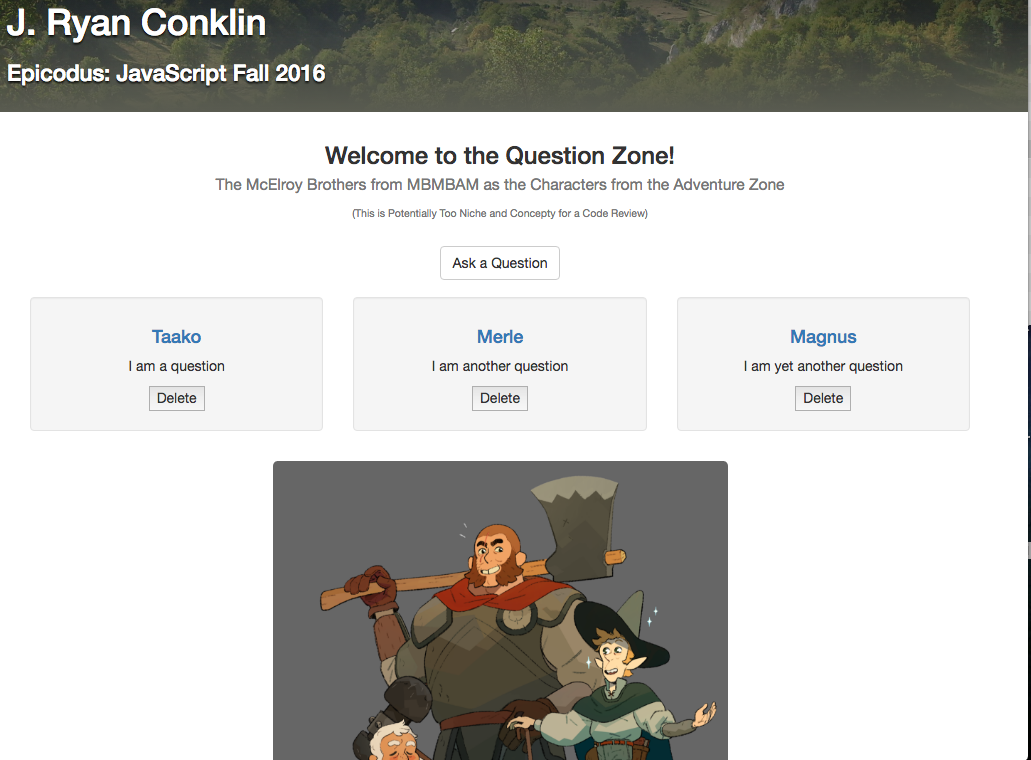 J. Ryan Conklin
Epicodus: JavaScript Fall 2016
Welcome to the Question Zone!
The McElroy Brothers from MBMBAM as the Characters from the Adventure Zone
(This is Potentially Too Niche and Concepty for a Code Review)
Ask a Question
Taako
I am a question
Delete
Merle
I am another question
Delete
Magnus
I am yet another question
Delete